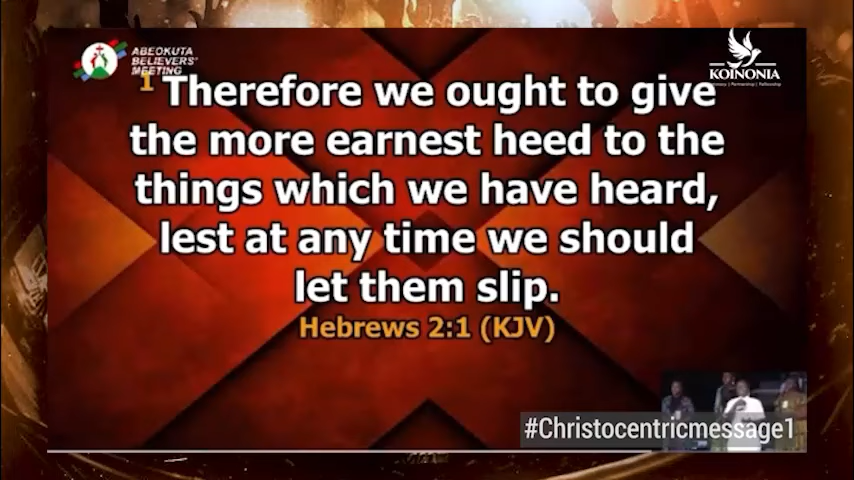 ABEOKUTA
BELIEVERS'
MEETING
KOINONIA
1 Therefore we ought to give
the more earnest heed to the
things which we have heard,
lest at any time we should
let them slip.
Hebrews 2:1 (KJV)
#Christocentricmessage1